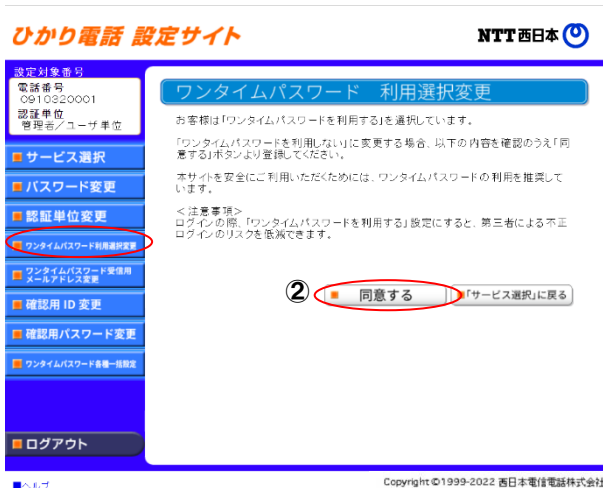 ひかり電話 設定サイト
NTT西日本
設定対象番号
電話番号
0910320001
認証単位
管理者/ユーザ単位
サービス選択
パスワード変更
認証単位変更
ワンタイムパスワード利用選択変更
ワンタイムパスワード受信用
メールアドレス変更
確認用 ID 変更
確認用パスワード変更
ワンタイムパスワード各種一括設定
ログアウト
ヘルプ
ワンタイムパスワード 利用選択変更
お客様は「ワンタイムパスワードを利用する」を選択しています。
「ワンタイムパスワードを利用しない」に変更する場合、以下の内容を確認のうえ「同
意する」ボタンより登録してください。
本サイトを安全にご利用いただくためには、ワンタイムパスワードの利用を推奨して
います。
<注意事項>
ログインの際、「ワンタイムパスワードを利用する」設定にすると、第三者による不正
ログインのリスクを低減できます。
② 同意する 「サービス選択」に戻る
Copyright©1999-2022 西日本電信電話株式会社